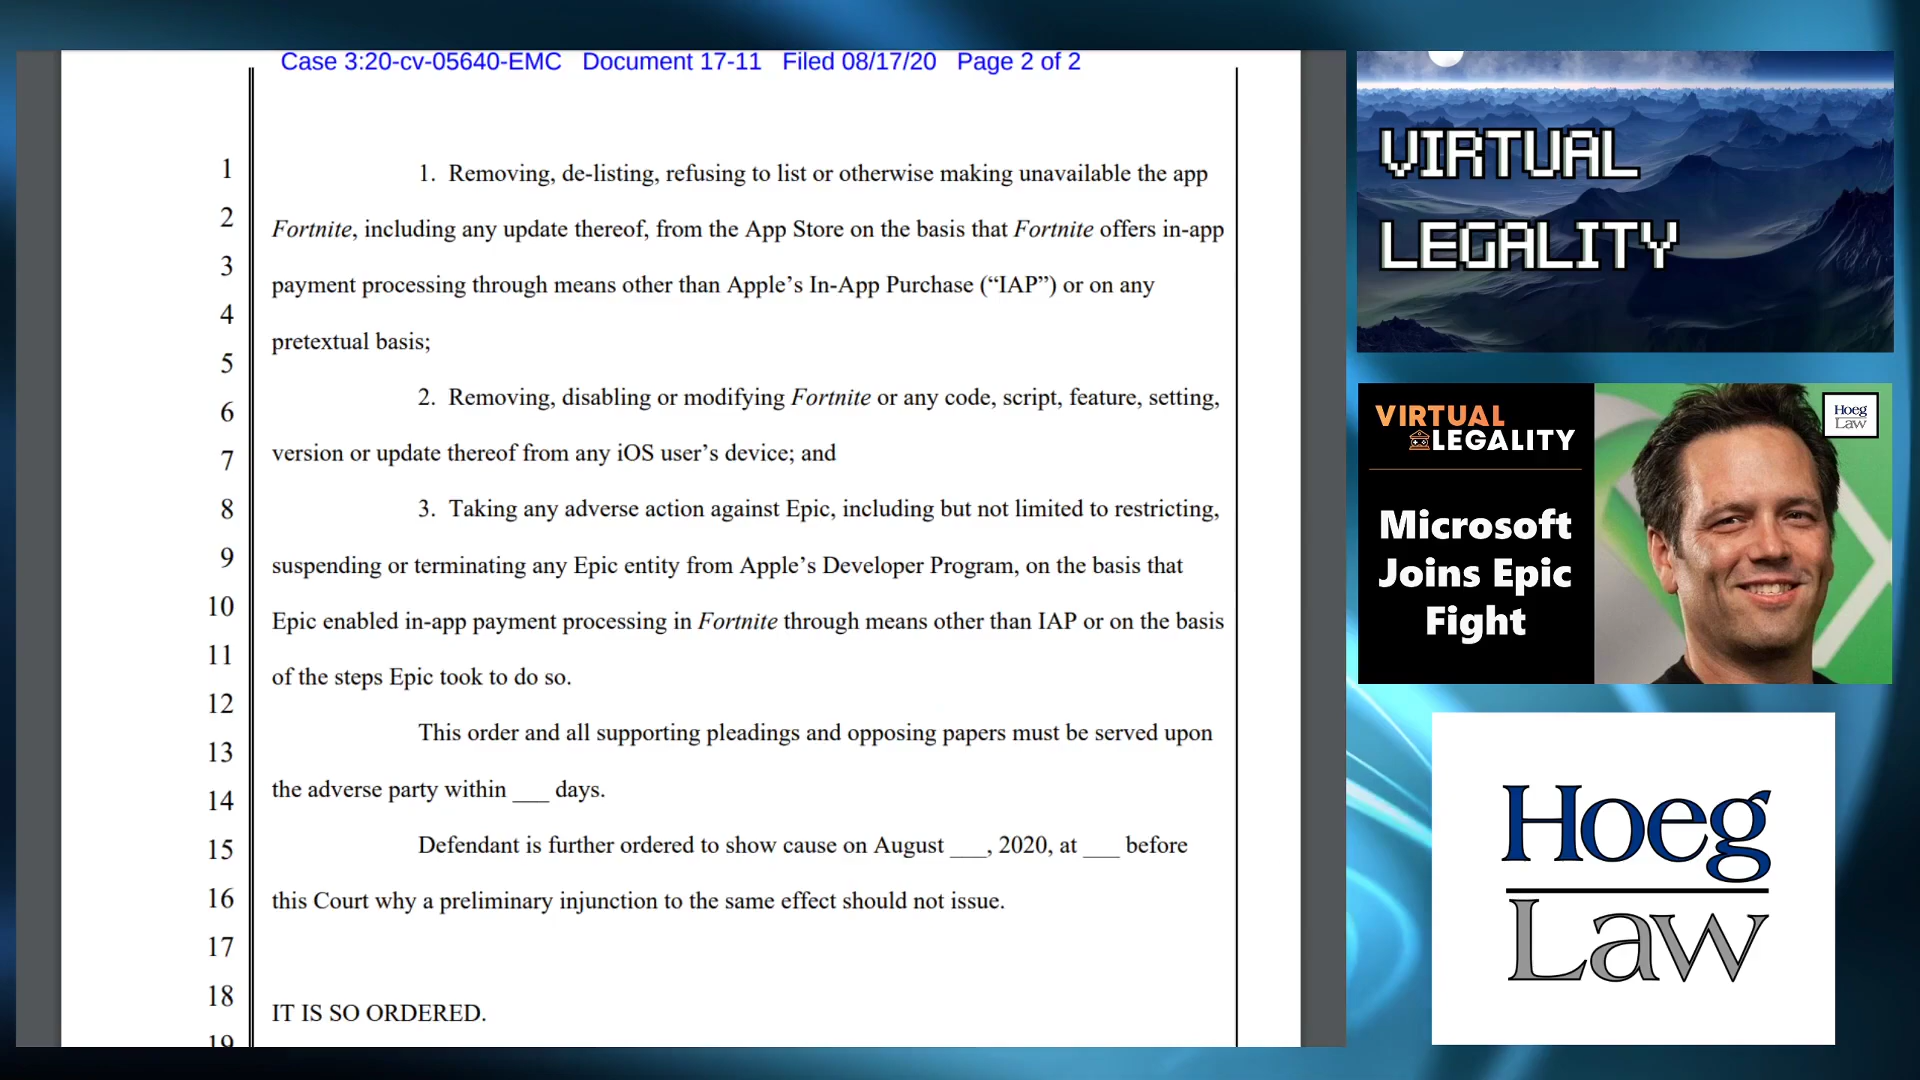 Case 3:20-cv-05640-EMC Document 17-11 Filed 08/17/20 Page 2 of 2
1
2
3
4
5
6
7
8
9
10
11
12
13
14
15
16
17
18
19
1. Removing, de-listing, refusing to list or otherwise making unavailable the app
Fortnite, including any update thereof, from the App Store on the basis that Fortnite offers in-app
payment processing through means other than Apple’s In-App Purchase (“IAP”) or on any
pretextual basis;
2. Removing, disabling or modifying Fortnite or any code, script, feature, setting,
version or update thereof from any iOS user’s device; and
3. Taking any adverse action against Epic, including but not limited to restricting,
suspending or terminating any Epic entity from Apple’s Developer Program, on the basis that
Epic enabled in-app payment processing in Fortnite through means other than IAP or on the basis
of the steps Epic took to do so.
This order and all supporting pleadings and opposing papers must be served upon
the adverse party within ___ days.
Defendant is further ordered to show cause on August ___, 2020, at ___ before
this Court why a preliminary injunction to the same effect should not issue.
IT IS SO ORDERED.
VIRTUAL
LEGALITY
VIRTUAL
LEGALITY
Microsoft
Joins Epic
Fight
Hoeg
Law
Hoeg
Law